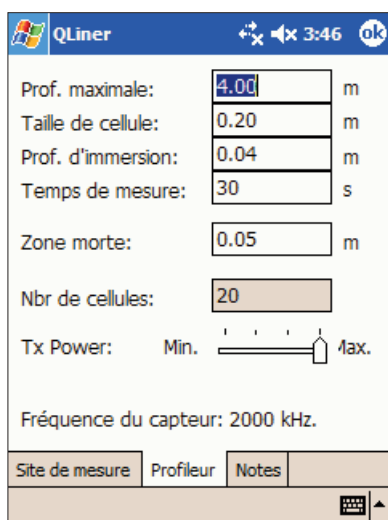 QLiner 3:46 ok
Prof. maximale: 4.00 m
Taille de cellule: 0.20 m
Prof. d'immersion: 0.04 m
Temps de mesure: 30 s
Zone morte: 0.05 m
Nbr de cellules: 20
Tx Power: Min. Max.
Fréquence du capteur: 2000 kHz.
Site de mesure Profileur Notes